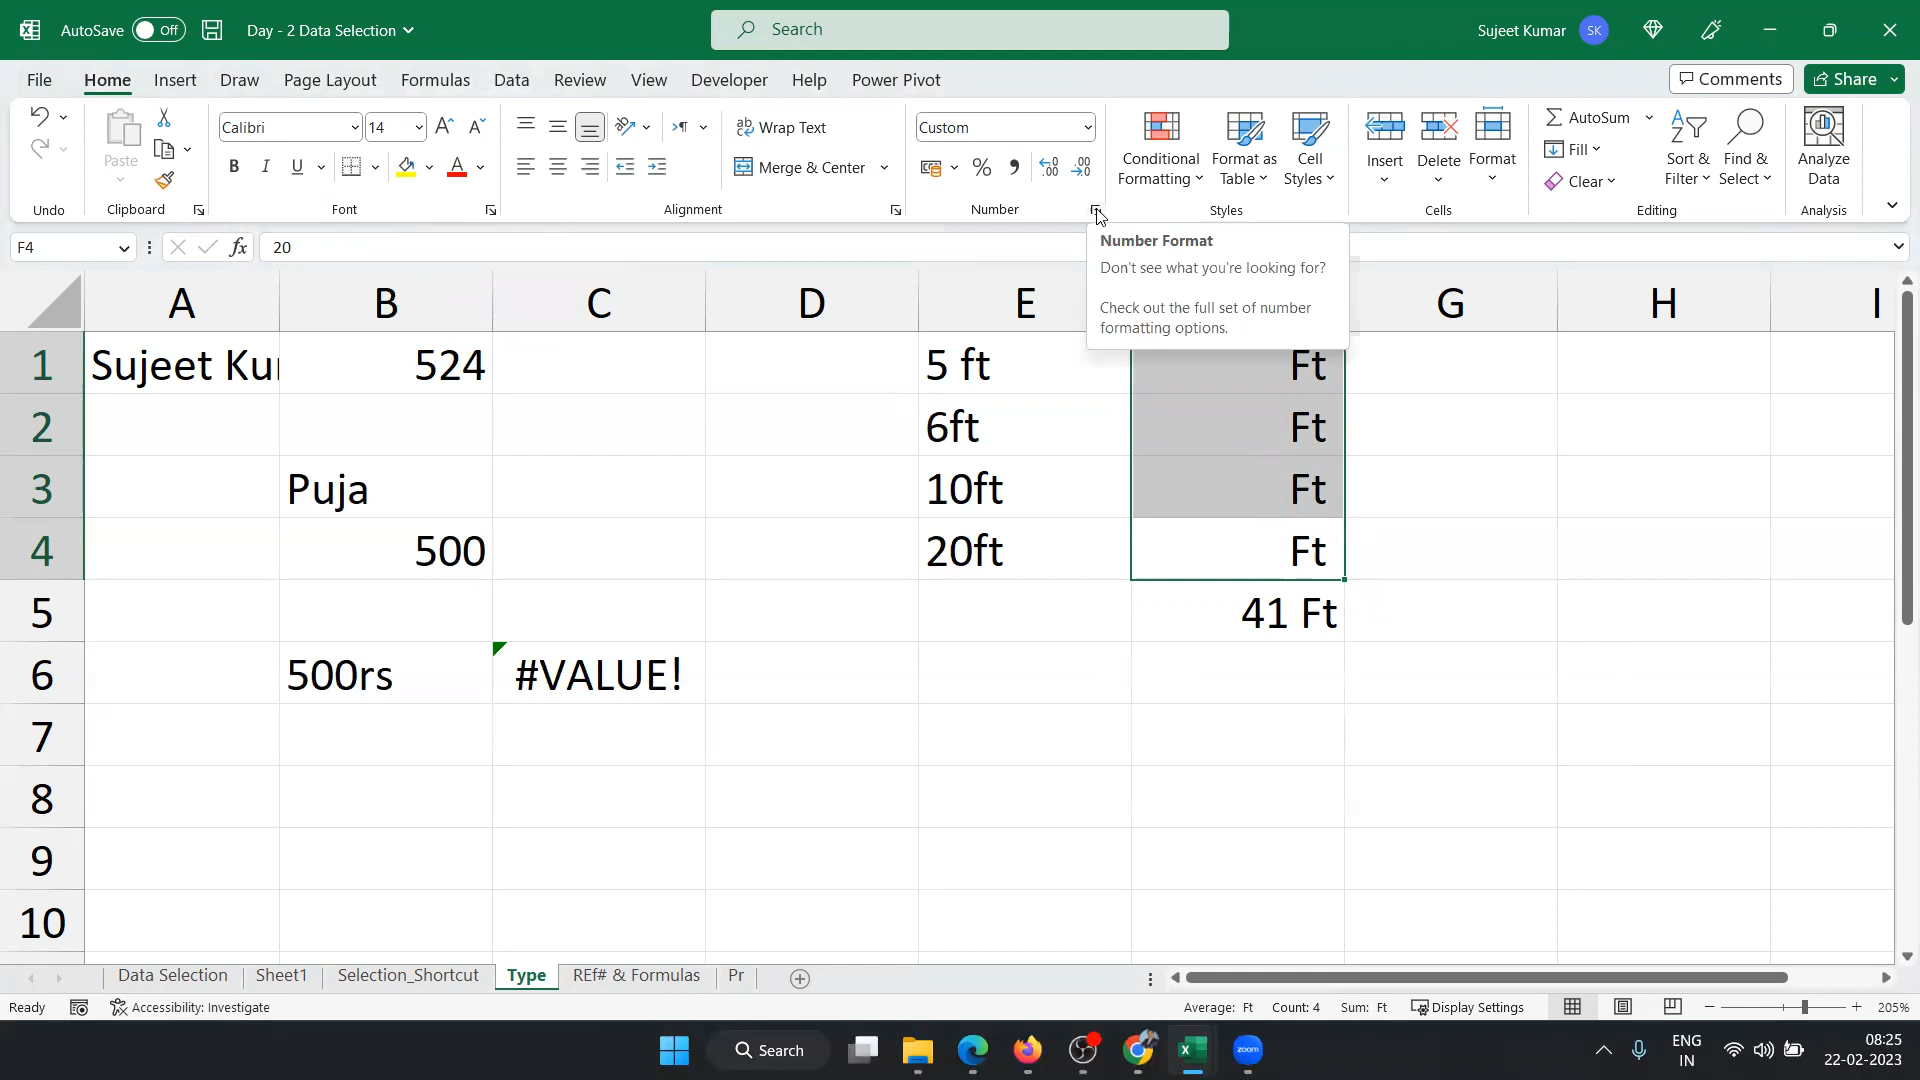 AutoSave Off Day - 2 Data Selection Search Sujeet Kumar SK
File Home Insert Draw Page Layout Formulas Data Review View Developer Help Power Pivot Comments Share
Calibri 14 Wrap Text Custom AutoSum
Paste B I U Merge & Center % Conditional Formatting Format as Table Cell Styles Insert Delete Format Fill Sort & Filter Find & Select Analyze Data
Clear
Undo Clipboard Font Alignment Number Styles Cells Editing Analysis
F4 fx 20
Number Format
Don't see what you're looking for?
Check out the full set of number
formatting options.
A B C D E G H I
1 Sujeet Ku 524 5 ft Ft
2 6ft Ft
3 Puja 10ft Ft
4 500 20ft Ft
5 41 Ft
6 500rs #VALUE!
7
8
9
10
Data Selection Sheet1 Selection_Shortcut Type REf# & Formulas Pr
Ready Accessibility: Investigate Average: Ft Count: 4 Sum: Ft Display Settings 205%
Search zoom ENG
IN
08:25
22-02-2023